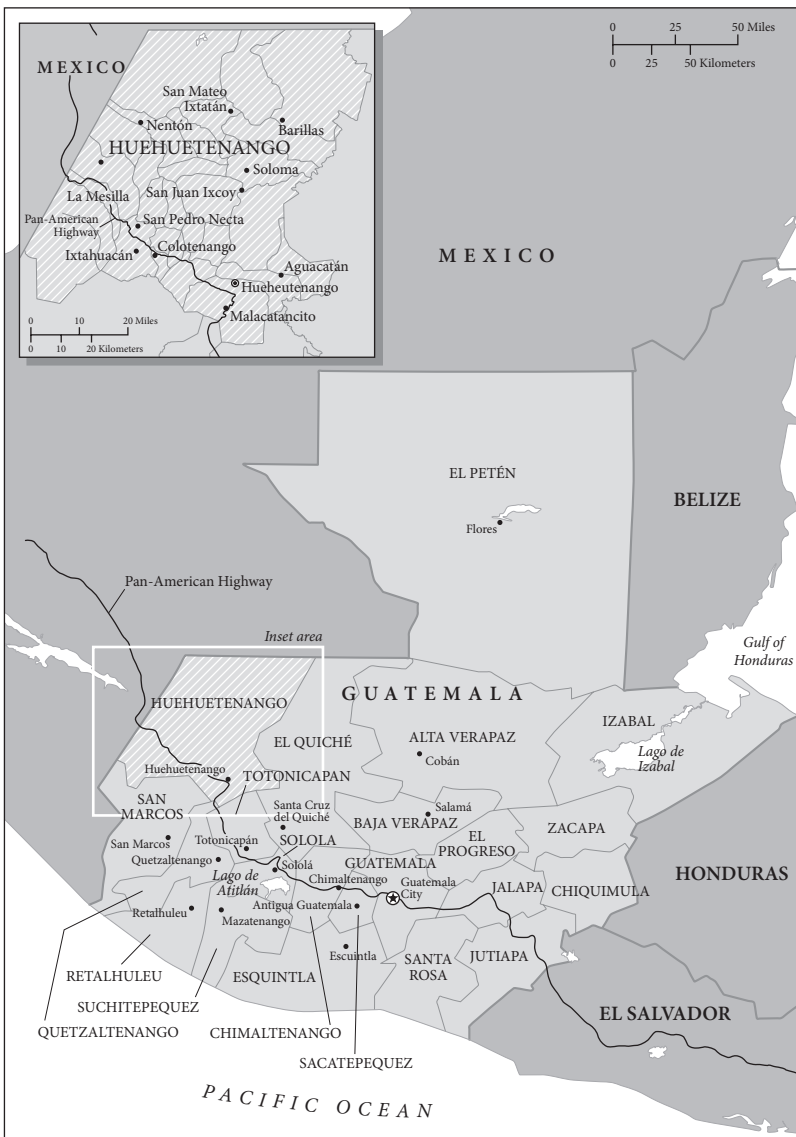 MEXICO
San Mateo
Ixtatán
Nentón
Barillas
HUEHUETENANGO
Soloma
La Mesilla
San Juan Ixcoy
Pan-American
Highway
San Pedro Necta
Ixtahuacán
Colotenango
Aguacatán
Hueheutenango
Malacatancito
0 10 20 Miles
0 10 20 Kilometers
0 25 50 Miles
0 25 50 Kilometers
MEXICO
EL PETÉN
Flores
BELIZE
Pan-American Highway
Inset area
Gulf of
Honduras
GUATEMALA
HUEHUETENANGO
IZABAL
EL QUICHÉ
ALTA VERAPAZ
Cobán
Lago de
Izabal
Huehuetenango
TOTONICAPAN
SAN
MARCOS
Santa Cruz
del Quiché
Salamá
BAJA VERAPAZ
EL
PROGRESO
ZACAPA
San Marcos
Totonicapán
SOLOLA
Quetzaltenango
Sololá
GUATEMALA
Lago de
Atitlán
Chimaltenango
Guatemala
City
JALAPA
CHIQUIMULA
HONDURAS
Retalhuleu
Mazatenango
Antigua Guatemala
Escuintla
SANTA
ROSA
JUTIAPA
RETALHULEU
ESQUINTLA
SUCHITEPEQUEZ
QUETZALTENANGO
CHIMALTENANGO
SACATEPEQUEZ
EL SALVADOR
PACIFIC OCEAN